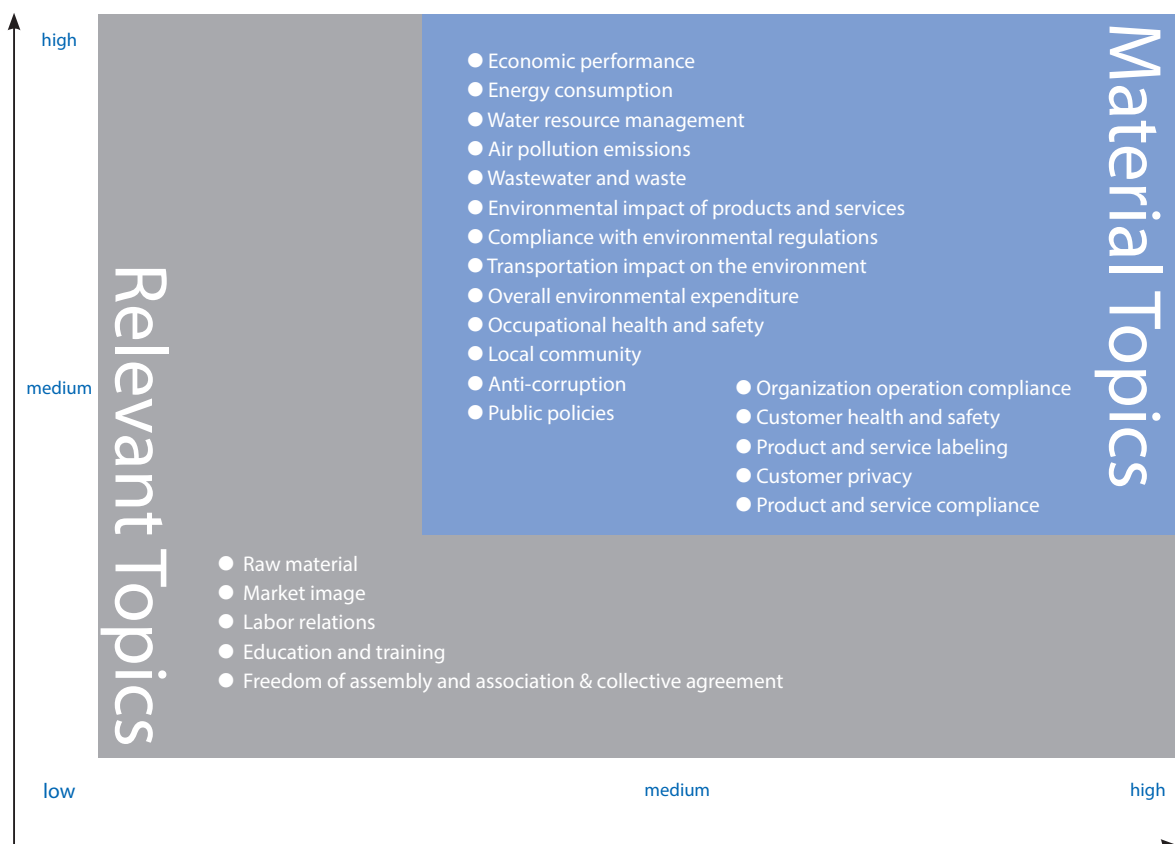 high
Material Topics
Economic performance
Energy consumption
Water resource management
Air pollution emissions
Wastewater and waste
Environmental impact of products and services
Compliance with environmental regulations
Transportation impact on the environment
Overall environmental expenditure
Occupational health and safety
Local community
Anti-corruption
Public policies
medium
Organization operation compliance
Customer health and safety
Product and service labeling
Customer privacy
Product and service compliance
Relevant Topics
Raw material
Market image
Labor relations
Education and training
Freedom of assembly and association & collective agreement
low
medium
high